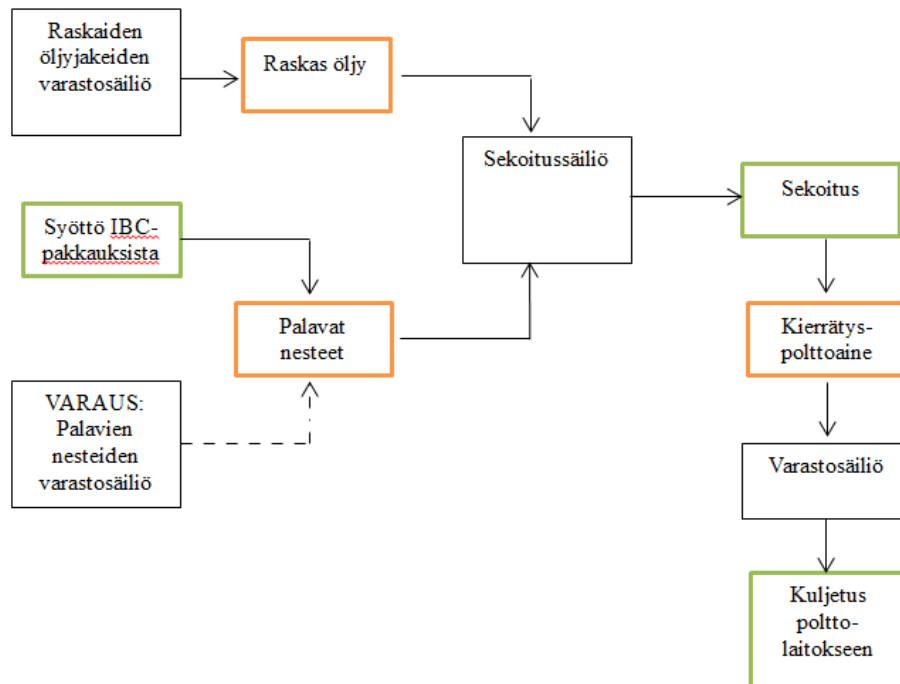 Raskaiden
öljyjakeiden
varastosäiliö
Raskas öljy
Sekoitussäiliö
Sekoitus
Syöttö IBC-
pakkauksista
Palavat
nesteet
Kierrätys-
polttoaine
VARAUS:
Palavien
nesteiden
varastosäiliö
Varastosäiliö
Kuljetus
poltto-
laitokseen